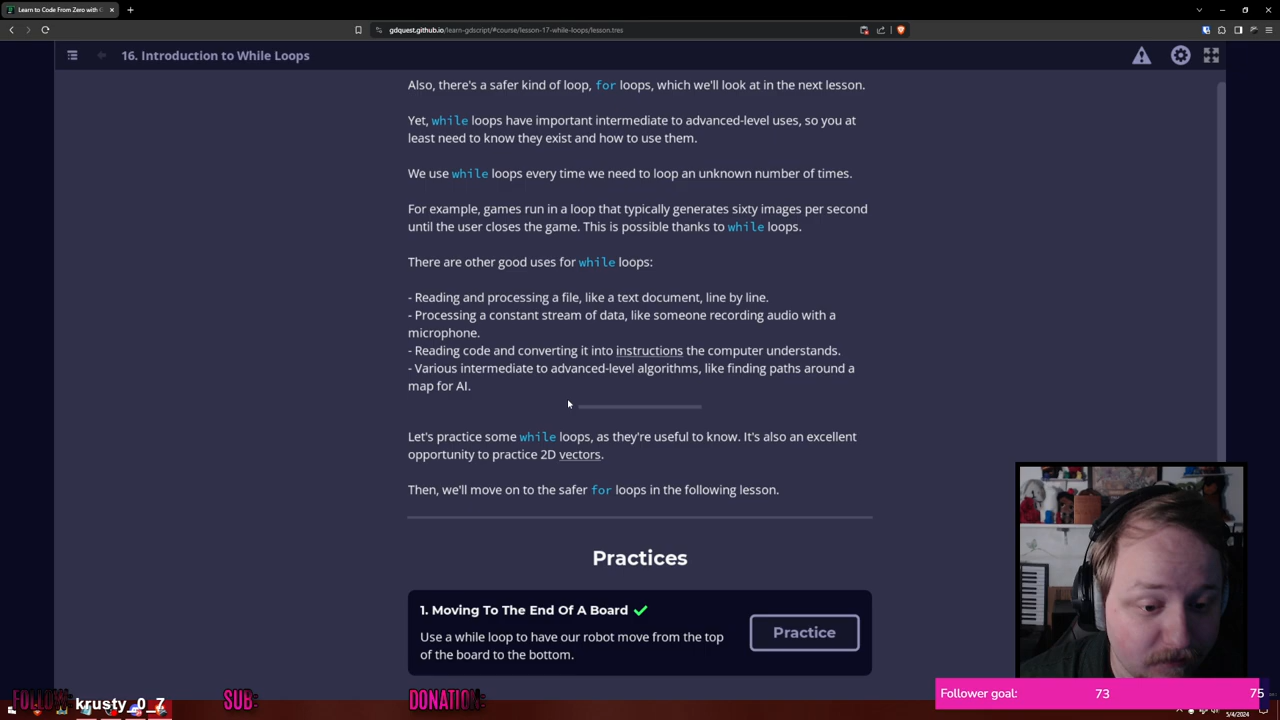 Learn to Code From Zero with
gdquest.github.io/learn-gdscript/#course/lesson-17-while-loops/lesson.tres
16. Introduction to While Loops
Also, there's a safer kind of loop, for loops, which we'll look at in the next lesson.
Yet, while loops have important intermediate to advanced-level uses, so you at
least need to know they exist and how to use them.
We use while loops every time we need to loop an unknown number of times.
For example, games run in a loop that typically generates sixty images per second
until the user closes the game. This is possible thanks to while loops.
There are other good uses for while loops:
- Reading and processing a file, like a text document, line by line.
- Processing a constant stream of data, like someone recording audio with a
microphone.
- Reading code and converting it into instructions the computer understands.
- Various intermediate to advanced-level algorithms, like finding paths around a
map for AI.
Let's practice some while loops, as they're useful to know. It's also an excellent
opportunity to practice 2D vectors.
Then, we'll move on to the safer for loops in the following lesson.
Practices
1. Moving To The End Of A Board
Practice
Use a while loop to have our robot move from the top
of the board to the bottom.
Follower goal: 73 75
FOLLOW: krusty_0_7 SUB: DONATION:
5/4/2024